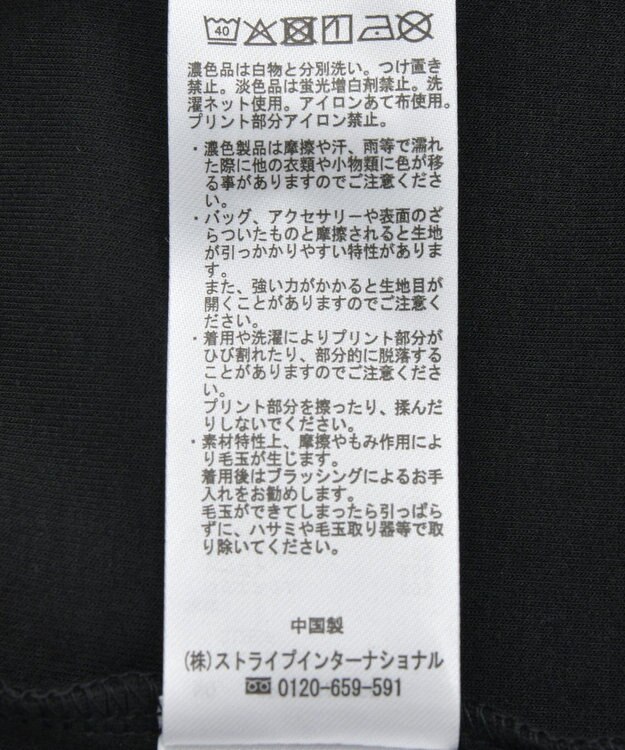 40
濃色品は白物と分別洗い。つけ置き
禁止。淡色品は蛍光増白剤禁止。洗
濯ネット使用。アイロンあて布使用。
プリント部分アイロン禁止。
・濃色製品は摩擦や汗、雨等で濡れ
た際に他の衣類や小物類に色が移
る事がありますのでご注意くださ
い。
・バッグ、アクセサリーや表面のざ
らついたものと摩擦されると生地
が引っかかりやすい特性がありま
す。
また、強い力がかかると生地目が
開くことがありますのでご注意く
ださい。
・着用や洗濯によりプリント部分が
ひび割れたり、部分的に脱落する
ことがありますのでご注意くださ
い。
プリント部分を擦ったり、揉んだ
りしないでください。
・素材特性上、摩擦やもみ作用によ
り毛玉が生じます。
着用後はブラッシングによるお手
入れをお勧めします。
毛玉ができてしまったら引っぱら
ずに、ハサミや毛玉取り器等で取
り除いてください。
中国製
(株)ストライプインターナショナル
0120-659-591